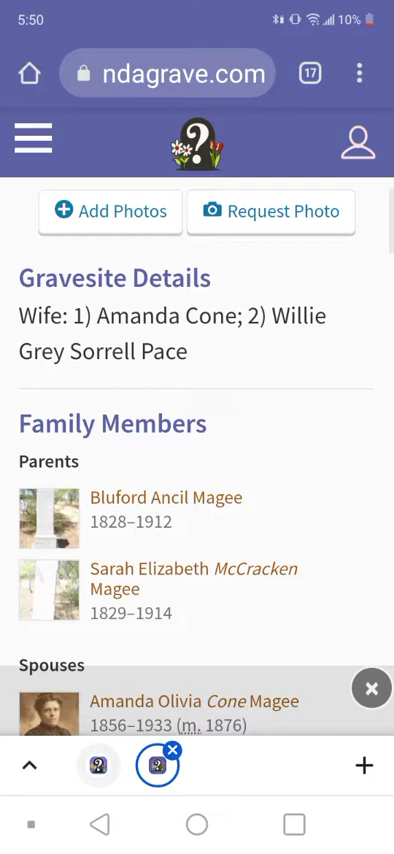 5:50
10%
ndagrave.com
17
?
Add Photos
Request Photo
Gravesite Details
Wife: 1) Amanda Cone; 2) Willie
Grey Sorrell Pace
Family Members
Parents
Bluford Ancil Magee
1828–1912
Sarah Elizabeth McCracken
Magee
1829–1914
Spouses
Amanda Olivia Cone Magee
1856–1933 (m. 1876)